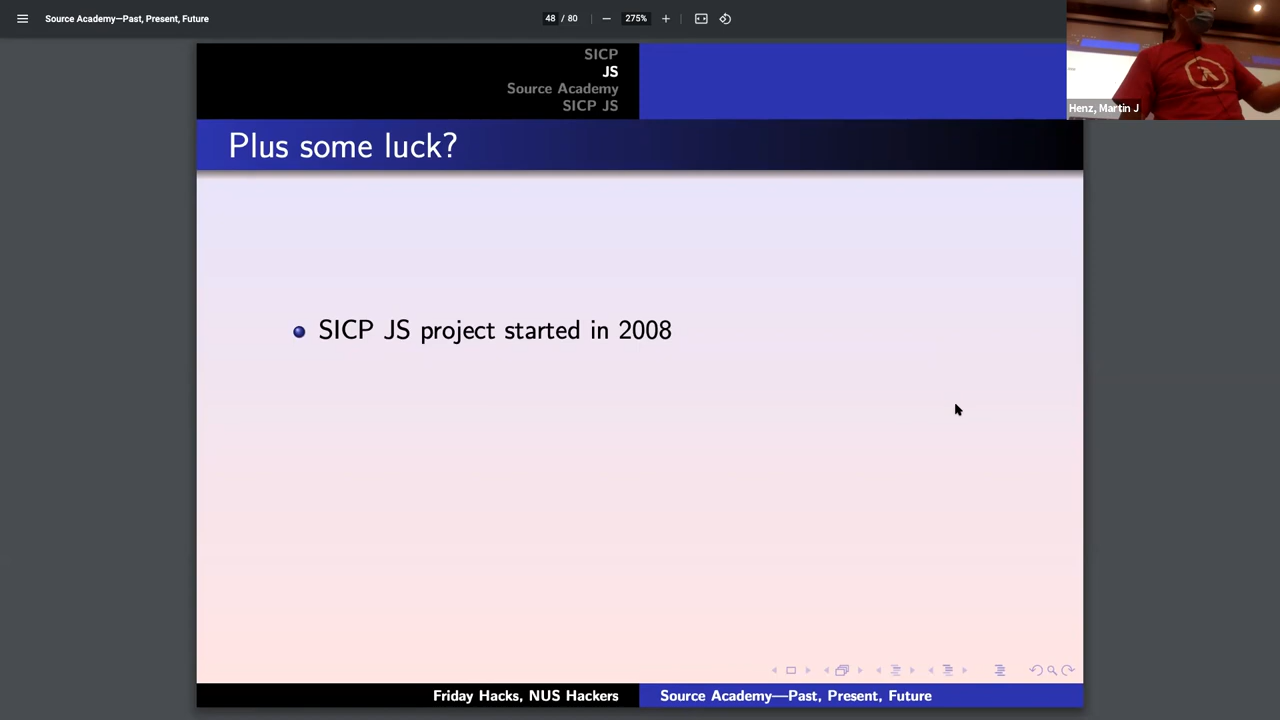 Source Academy—Past, Present, Future
48 / 80
275%
Henz, Martin J
SICP
JS
Source Academy
SICP JS
Plus some luck?
SICP JS project started in 2008
Friday Hacks, NUS Hackers
Source Academy—Past, Present, Future